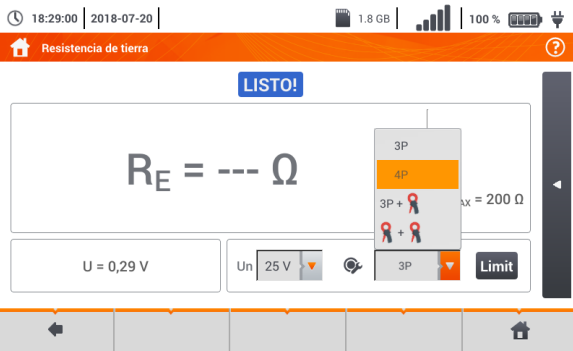 18:29:00 2018-07-20 1.8 GB 100 %
Resistencia de tierra ?
LISTO!
RE = --- Ω
3P
4P
3P +
+
AX = 200 Ω
U = 0,29 V
Un 25 V 3P Limit